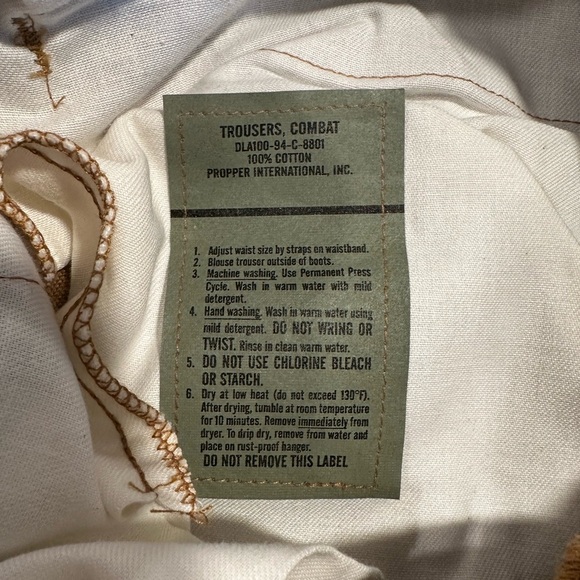 TROUSERS, COMBAT
DLA100-94-C-8801
100% COTTON
PROPPER INTERNATIONAL, INC.
1. Adjust waist size by straps on waistband.
2. Blouse trouser outside of boots.
3. Machine washing. Use Permanent Press
Cycle. Wash in warm water with mild
detergent.
4. Hand washing. Wash in warm water using
mild detergent. DO NOT WRING OR
TWIST. Rinse in clean warm water.
5. DO NOT USE CHLORINE BLEACH
OR STARCH.
6. Dry at low heat (do not exceed 130°F).
After drying, tumble at room temperature
for 10 minutes. Remove immediately from
dryer. To drip dry, remove from water and
place on rust-proof hanger.
DO NOT REMOVE THIS LABEL